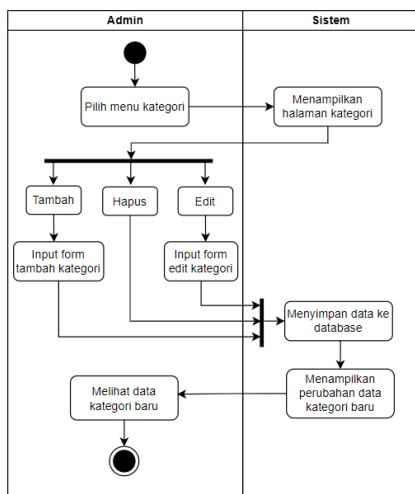 Admin
Sistem
Pilih menu kategori
Menampilkan
halaman kategori
Tambah
Hapus
Edit
Input form
tambah kategori
Input form
edit kategori
Menyimpan data ke
database
Menampilkan
perubahan data
kategori baru
Melihat data
kategori baru